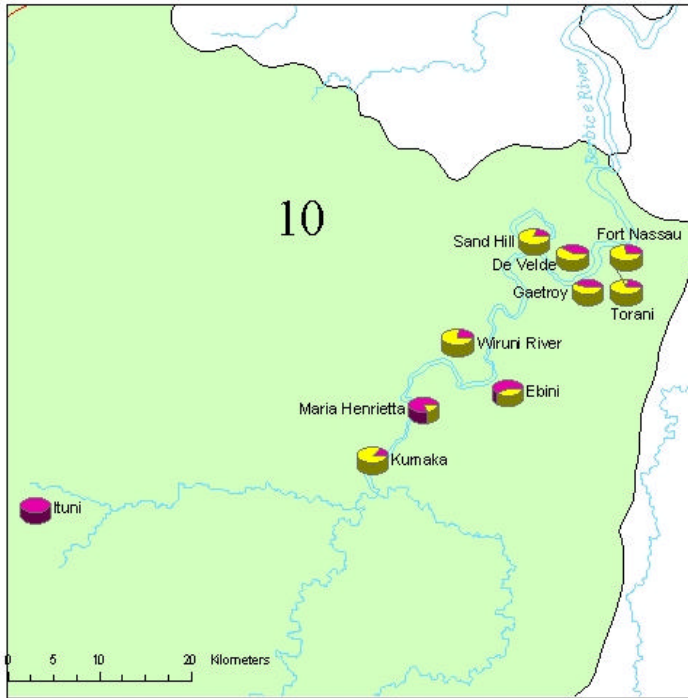 Berbice River
10
Sand Hill
Fort Nassau
De Velde
Gaetroy
Torani
Wiruni River
Ebini
Maria Henrietta
Kumaka
Ituni
0 5 10 20 Kilometers